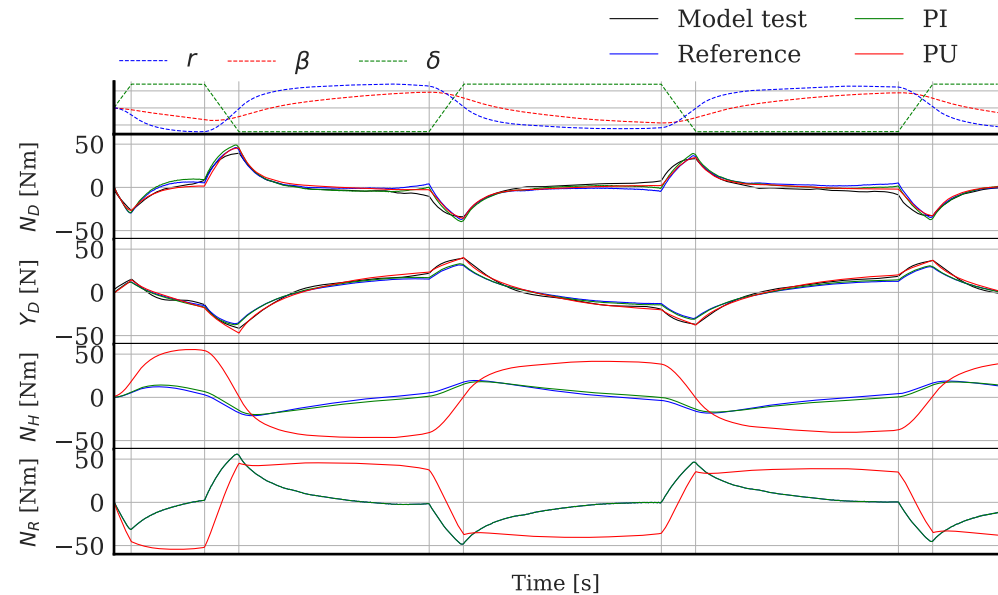 Model test PI
Reference PU
r β δ
50
0
−50
N_D [Nm]
50
0
−50
Y_D [N]
50
0
−50
N_H [Nm]
50
0
−50
N_R [Nm]
Time [s]